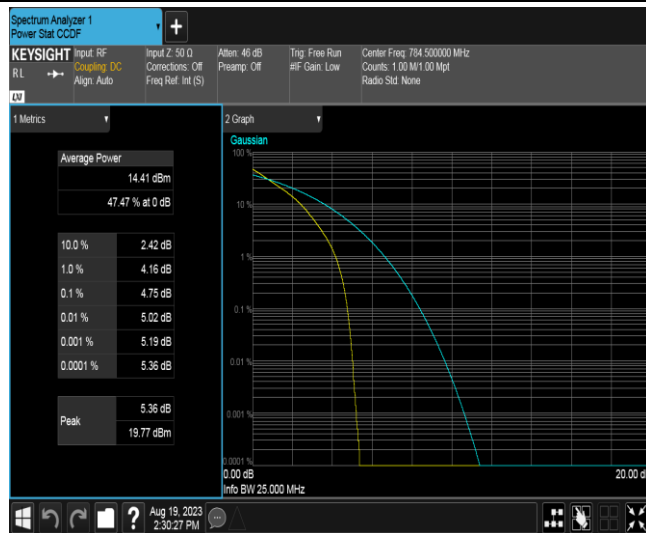 Spectrum Analyzer 1
Power Stat CCDF
KEYSIGHT
RL
Input: RF
Coupling: DC
Align: Auto
Input Z: 50 Ω
Corrections: Off
Freq Ref: Int (S)
Atten: 46 dB
Preamp: Off
Trig: Free Run
#IF Gain: Low
Center Freq: 784.500000 MHz
Counts: 1.00 M/1.00 Mpt
Radio Std: None
1 Metrics
Average Power
14.41 dBm
47.47 % at 0 dB
10.0 % 2.42 dB
1.0 % 4.16 dB
0.1 % 4.75 dB
0.01 % 5.02 dB
0.001 % 5.19 dB
0.0001 % 5.36 dB
Peak
5.36 dB
19.77 dBm
2 Graph
Gaussian
100 %
10 %
1 %
0.1 %
0.01 %
0.001 %
0.0001 %
0.00 dB
20.00 d
Info BW 25.000 MHz
?
Aug 19, 2023
2:30:27 PM